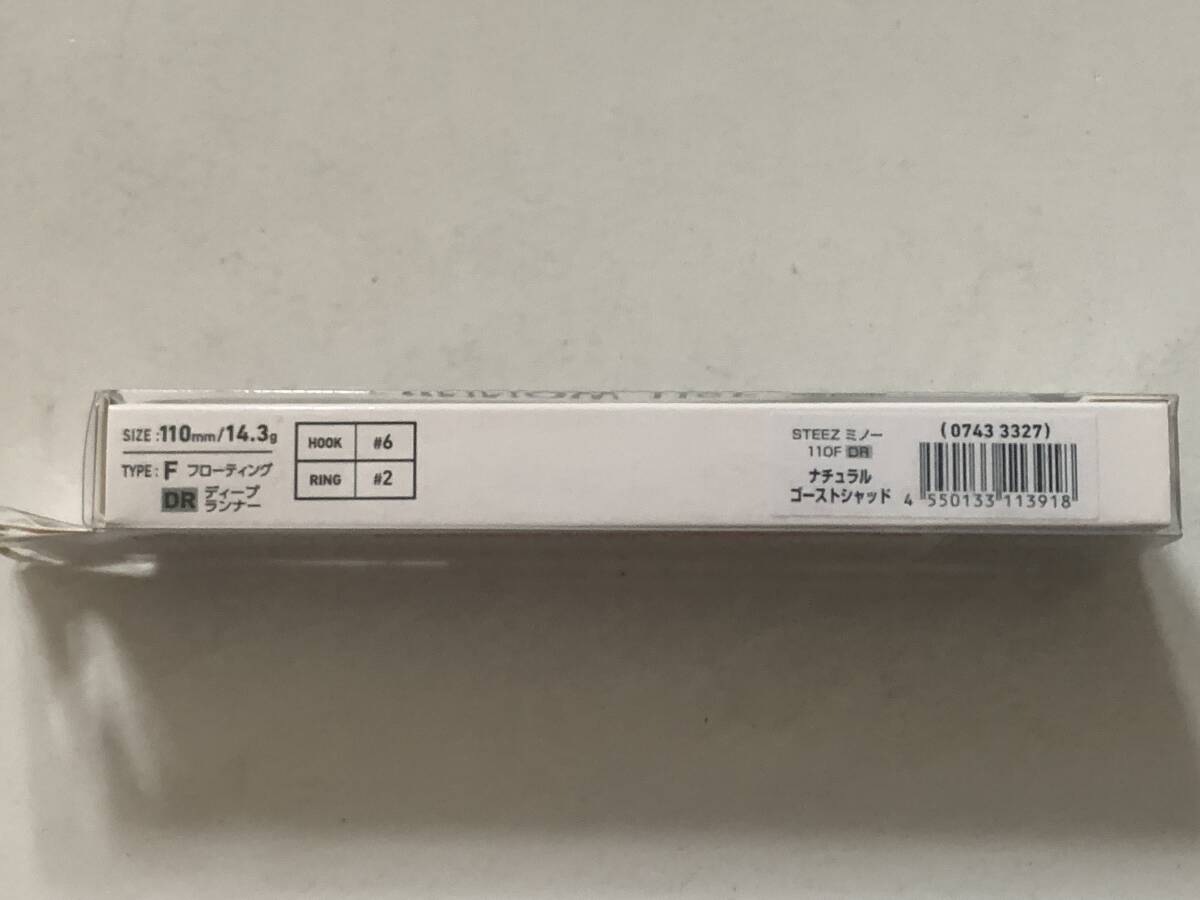 SIZE:110mm/14.3g
TYPE: F フローティング
DR ディープ
ランナー
HOOK #6
RING #2
STEEZ ミノー
110F DR
ナチュラル
ゴーストシャッド
(0743 3327)
4 550133 113918